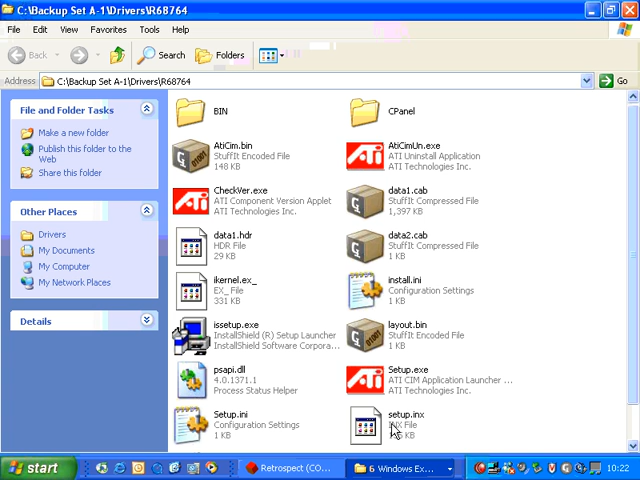 C:\Backup Set A-1\Drivers\R68764
File Edit View Favorites Tools Help
Back Search Folders
Address C:\Backup Set A-1\Drivers\R68764 Go
File and Folder Tasks
Make a new folder
Publish this folder to the
Web
Share this folder
Other Places
Drivers
My Documents
My Computer
My Network Places
Details
BIN
CPanel
AtiCim.bin
StuffIt Encoded File
148 KB
ATI
AtiCimUn.exe
ATI Uninstall Application
ATI Technologies Inc.
ATI
CheckVer.exe
ATI Component Version Applet
ATI Technologies Inc.
data1.cab
StuffIt Compressed File
1,397 KB
data1.hdr
HDR File
29 KB
data2.cab
StuffIt Compressed File
1 KB
ikernel.ex_
EX_ File
331 KB
install.ini
Configuration Settings
1 KB
issetup.exe
InstallShield (R) Setup Launcher
InstallShield Software Corpora...
layout.bin
StuffIt Encoded File
1 KB
psapi.dll
4.0.1371.1
Process Status Helper
ATI
Setup.exe
ATI CIM Application Launcher ...
ATI Technologies Inc.
Setup.ini
Configuration Settings
1 KB
setup.inx
INX File
KB
start Retrospect (CO... 6 Windows Ex... 10:22